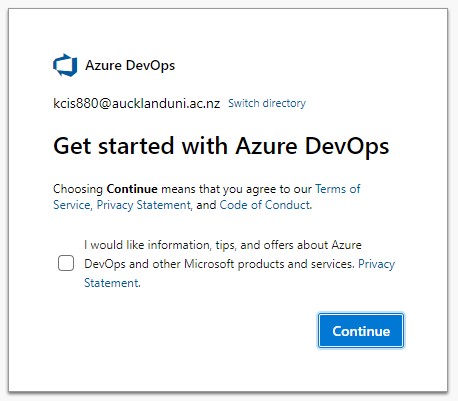 Azure DevOps
kcis880@aucklanduni.ac.nz Switch directory
Get started with Azure DevOps
Choosing Continue means that you agree to our Terms of
Service, Privacy Statement, and Code of Conduct.
I would like information, tips, and offers about Azure
DevOps and other Microsoft products and services. Privacy
Statement.
Continue